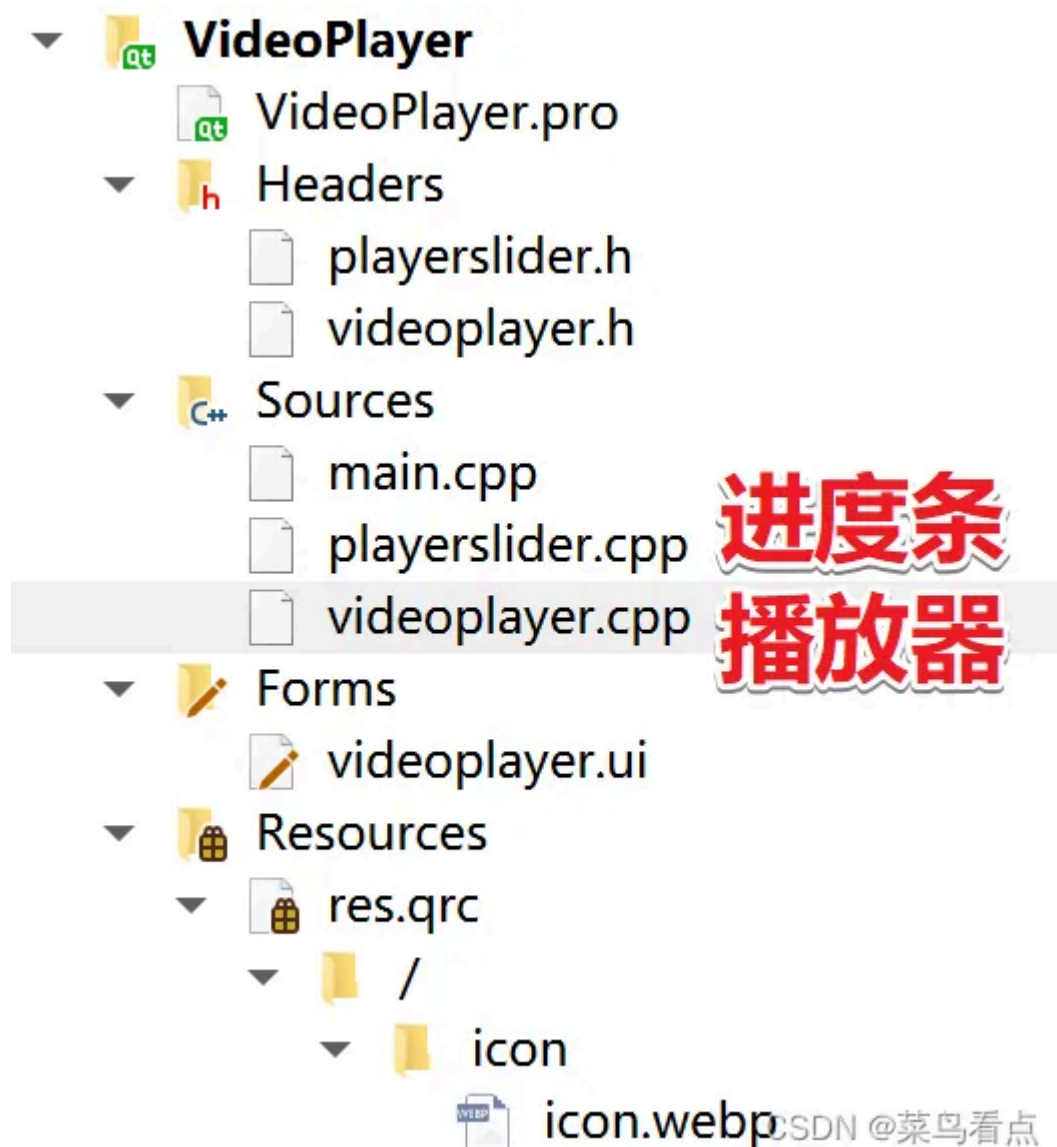 VideoPlayer
VideoPlayer.pro
Headers
playerslider.h
videoplayer.h
Sources
main.cpp
playerslider.cpp 进度条
videoplayer.cpp 播放器
Forms
videoplayer.ui
Resources
res.qrc
/
icon
icon.webp
CSDN @菜鸟看点